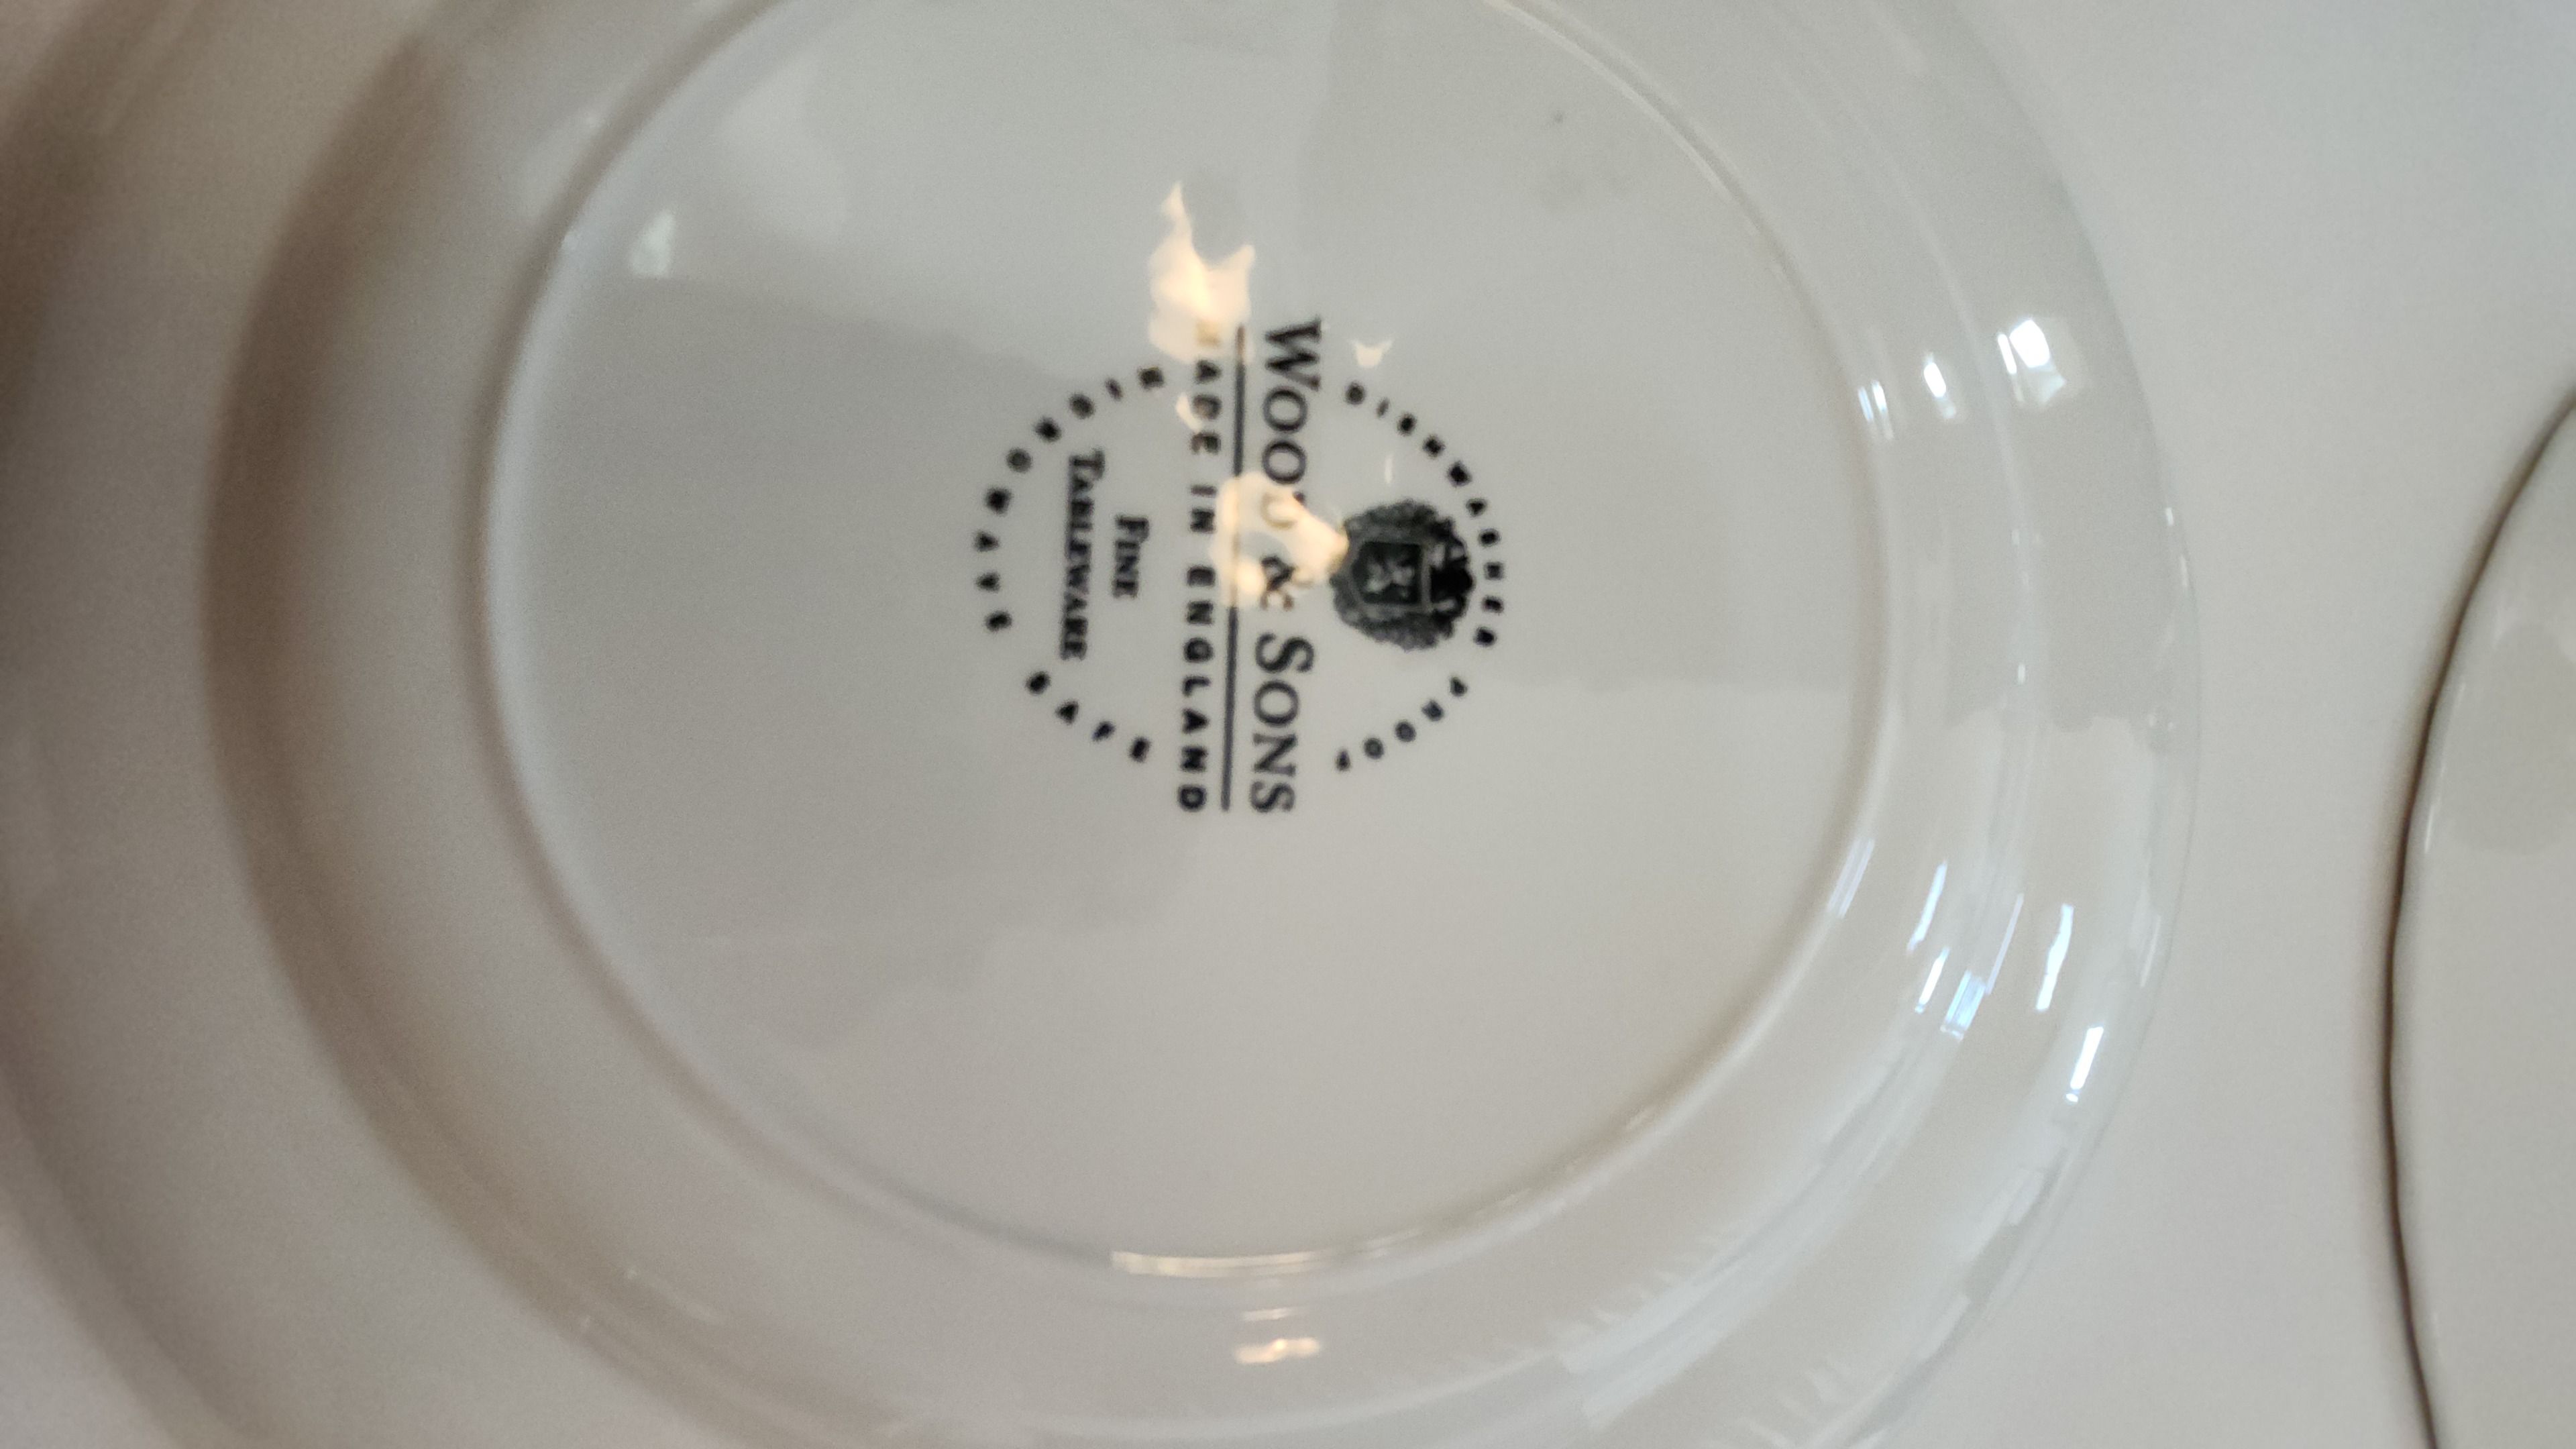 DISHWASHER PROOF
WOOD & SONS
MADE IN ENGLAND
FINE
TABLEWARE
MICROWAVE SAFE